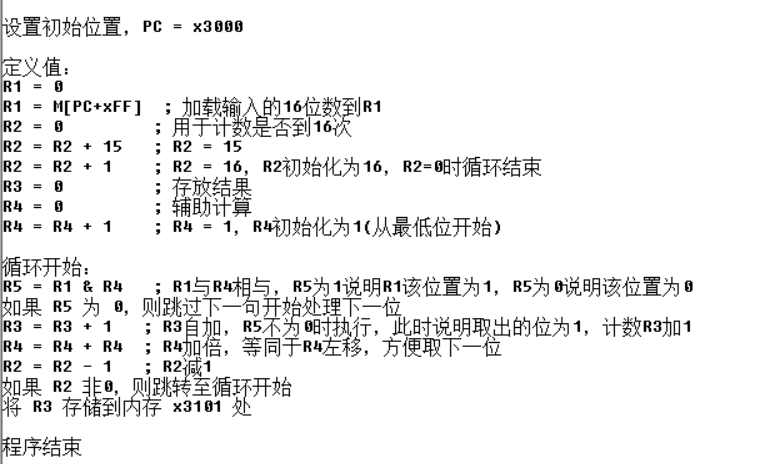 设置初始位置，PC = x3000
定义值：
R1 = 0
R1 = M[PC+xFF]  ; 加载输入的16位数到R1
R2 = 0         ; 用于计数是否到16次
R2 = R2 + 15   ; R2 = 15
R2 = R2 + 1    ; R2 = 16, R2初始化为16, R2=0时循环结束
R3 = 0         ; 存放结果
R4 = 0         ; 辅助计算
R4 = R4 + 1    ; R4 = 1, R4初始化为1(从最低位开始)
循环开始：
R5 = R1 & R4   ; R1与R4相与，R5为1说明R1该位置为1, R5为0说明该位置为0
如果 R5 为 0, 则跳过下一句开始处理下一位
R3 = R3 + 1   ; R3自加，R5不为0时执行，此时说明取出的位为1, 计数R3加1
R4 = R4 + R4  ; R4加倍，等同于R4左移，方便取下一位
R2 = R2 - 1   ; R2减1
如果 R2 非0, 则跳转至循环开始
将 R3 存储到内存 x3101 处
程序结束